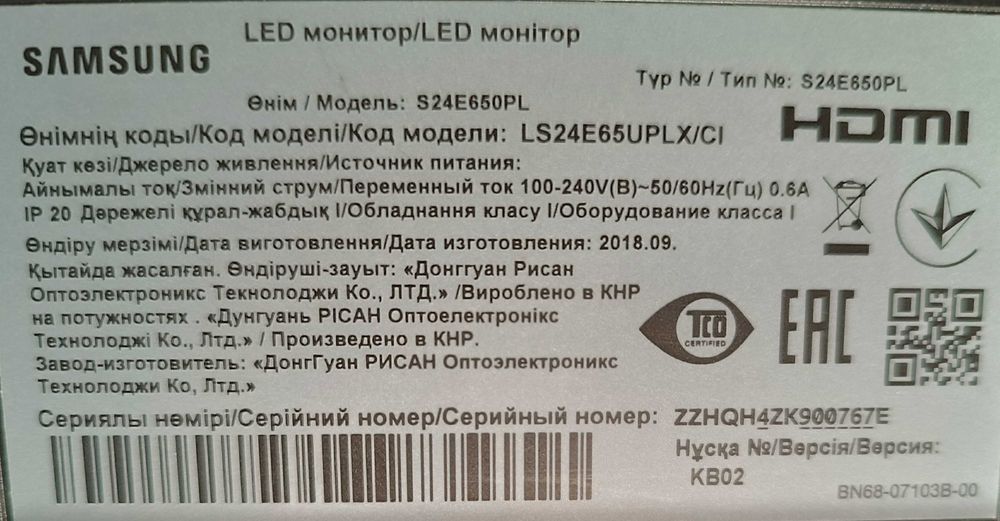 SAMSUNG
LED монитор/LED монітор
Түр № / Тип №: S24E650PL
Өнім / Модель: S24E650PL
HDMI
Өнімнің коды/Код моделі/Код модели: LS24E65UPLX/CI
Қуат көзі/Джерело живлення/Источник питания:
Айнымалы ток/Змінний струм/Переменный ток 100-240V(В)~50/60Hz(Гц) 0.6A
IP 20 Дәрежелі құрал-жабдық I/Обладнання класу I/Оборудование класса I
Өндіру мерзімі/Дата виготовлення/Дата изготовления: 2018.09.
Қытайда жасалған. Өндіруші-зауыт: «Донггуан Рисан
Оптоэлектроникс Текнолоджи Ко., ЛТД.» /Вироблено в КНР
на потужностях . «Дунгуань РІСАН Оптоелектронікс
Технолоджі Ко., Лтд.» / Произведено в КНР.
Завод-изготовитель: «ДонгГуан РИСАН Оптоэлектроникс
Технолоджи Ко, Лтд.»
TCO
CERTIFIED
EAC
Сериялы нөмірі/Серійний номер/Серийный номер: ZZHQH4ZK900767E
Нұсқа №/Версія/Версия:
KB02
BN68-07103B-00